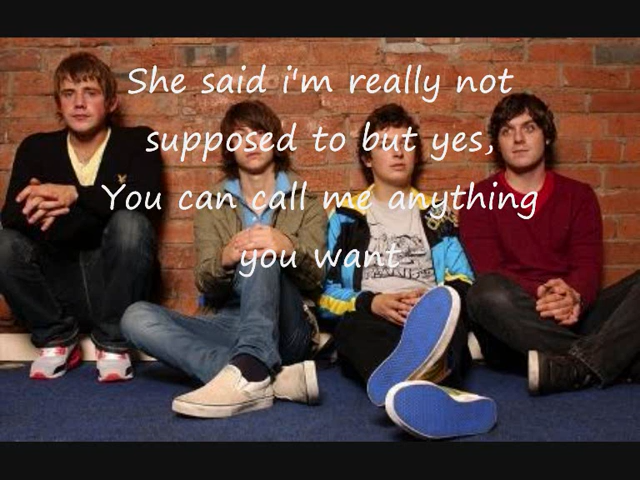 She said i'm really not
supposed to but yes,
You can call me anything
you want